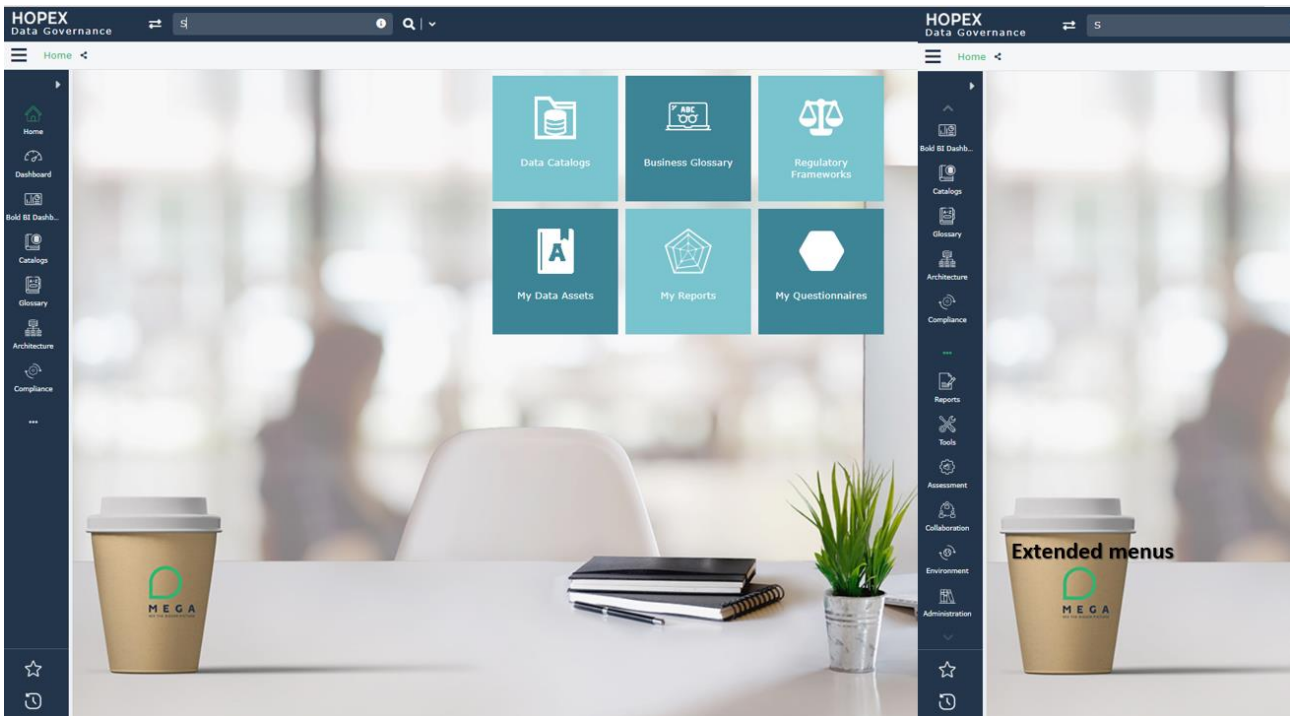 HOPEX
Data Governance
S
Home
Home
Dashboard
Bold BI Dashb...
Catalogs
Glossary
Architecture
Compliance
Data Catalogs
ABC
Business Glossary
Regulatory
Frameworks
A
My Data Assets
My Reports
My Questionnaires
MEGA
HOPEX
Data Governance
S
Home
Bold BI Dashb...
Catalogs
Glossary
Architecture
Compliance
Reports
Tools
Assessment
Collaboration
Environment
Administration
Extended menus
MEGA